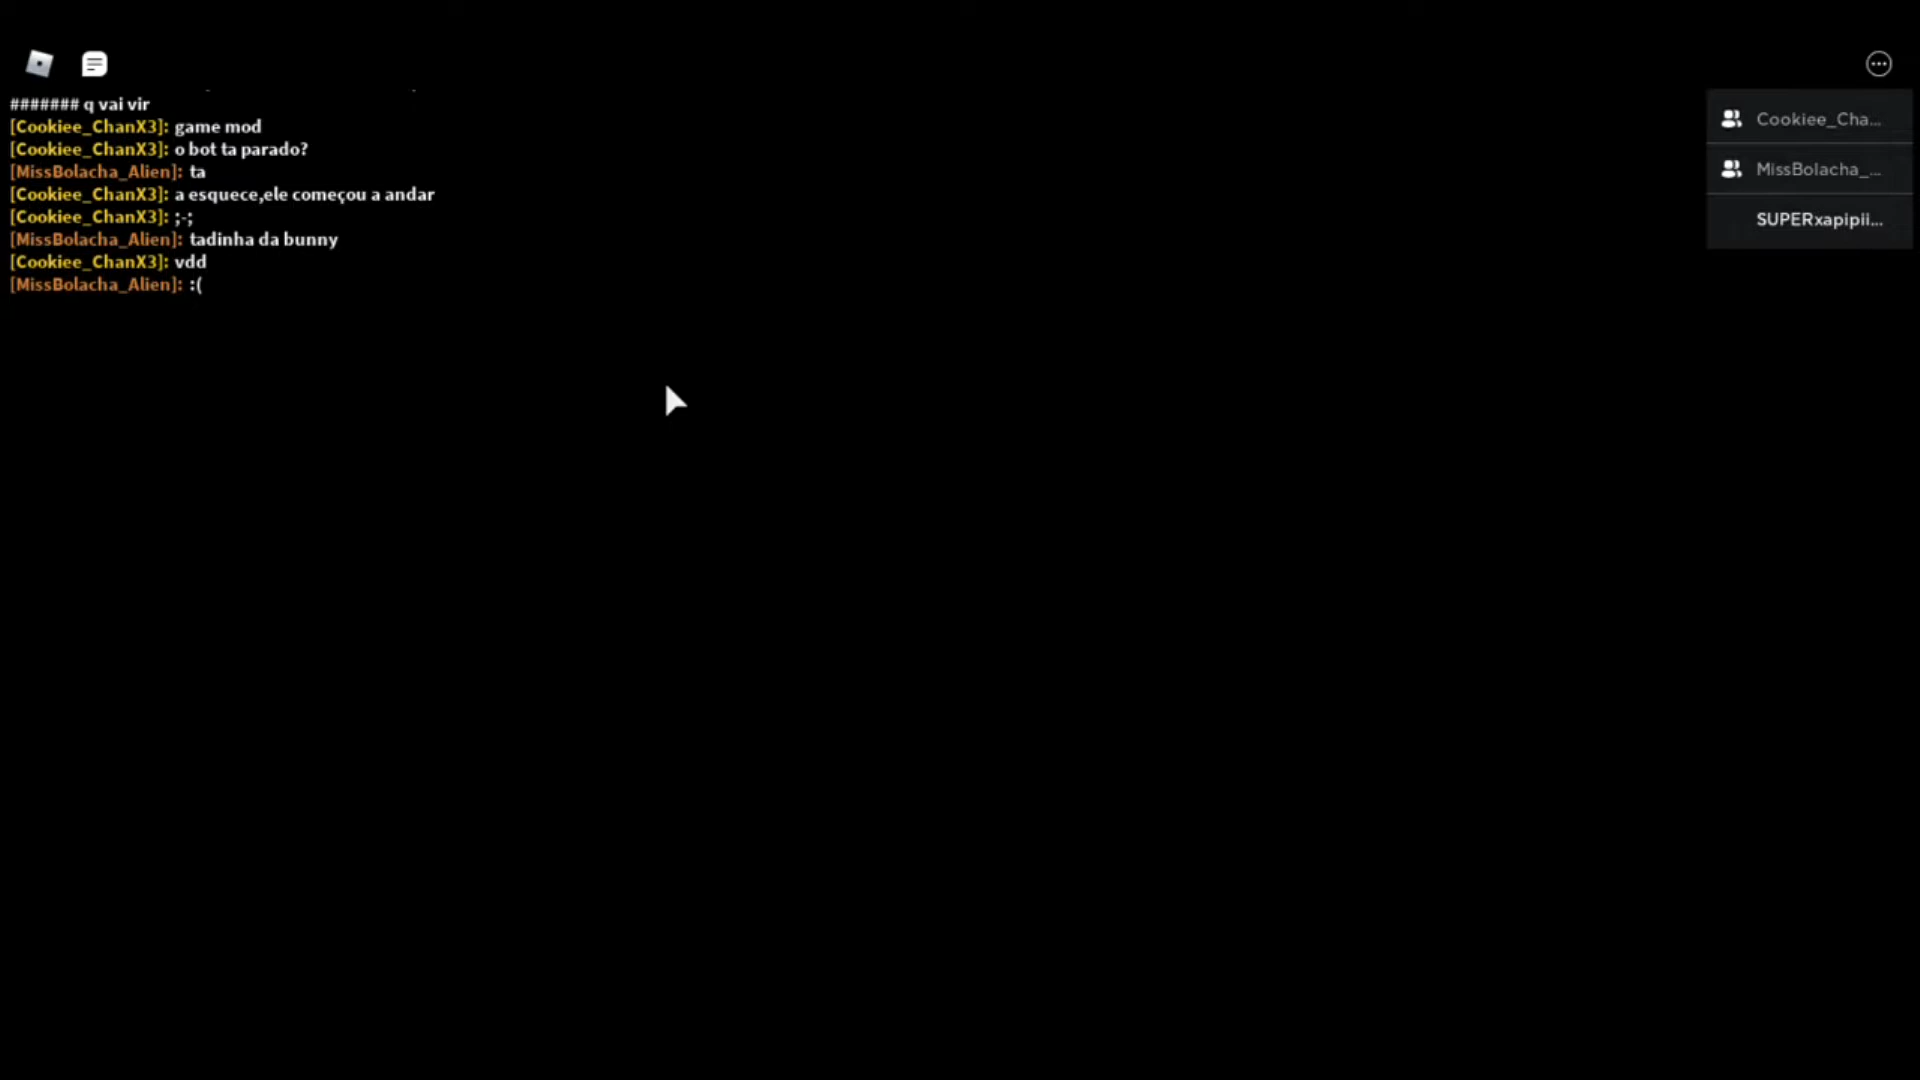 ####### q vai vir
[Cookiee_ChanX3]: game mod
[Cookiee_ChanX3]: o bot ta parado?
[MissBolacha_Alien]: ta
[Cookiee_ChanX3]: a esquece,ele começou a andar
[Cookiee_ChanX3]: ;-;
[MissBolacha_Alien]: tadinha da bunny
[Cookiee_ChanX3]: vdd
[MissBolacha_Alien]: :(
Cookiee_Cha...
MissBolacha_...
SUPERxapipii...